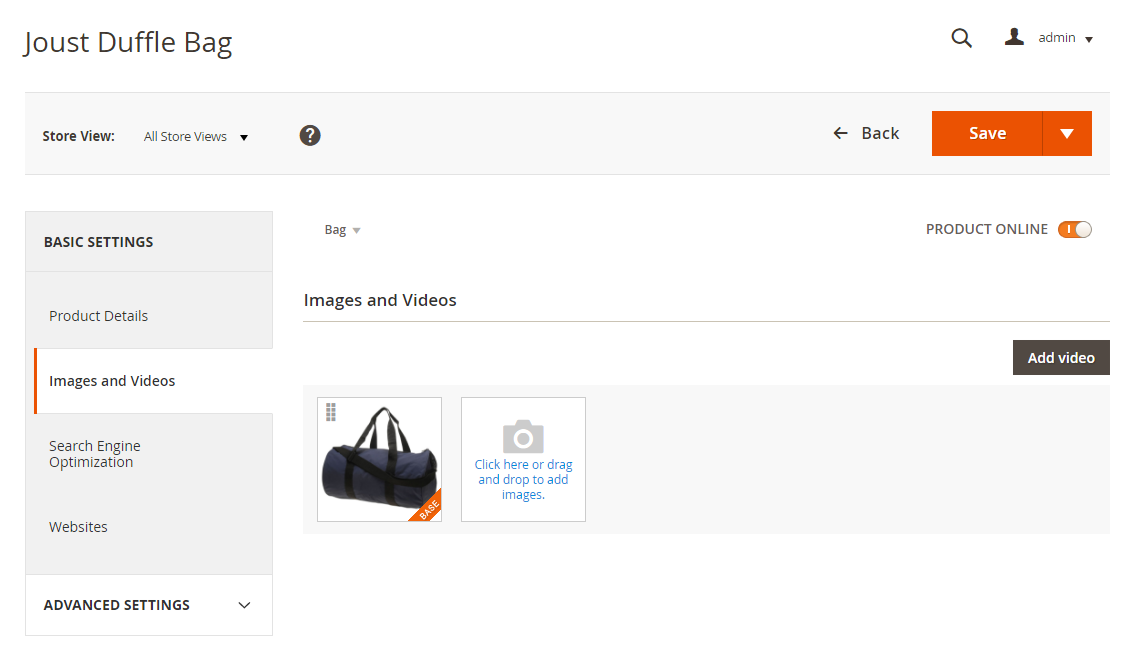 Joust Duffle Bag
admin
Store View: All Store Views ?
Back
Save
BASIC SETTINGS
Product Details
Images and Videos
Search Engine
Optimization
Websites
ADVANCED SETTINGS
Bag
PRODUCT ONLINE
Images and Videos
Add video
BASE
Click here or drag
and drop to add
images.